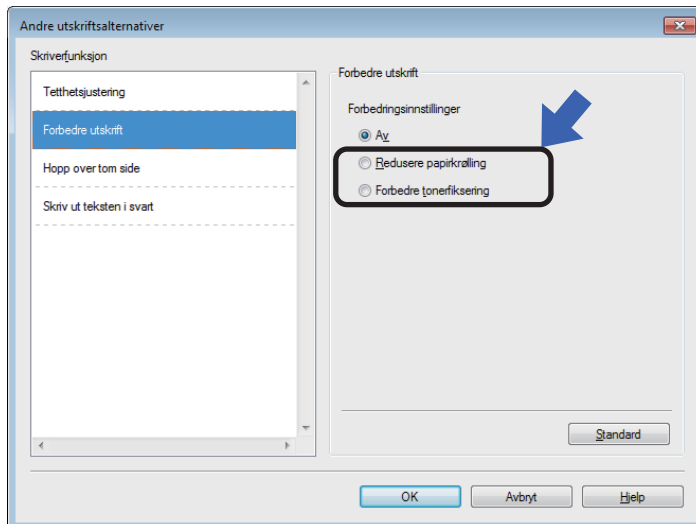 Andre utskriftsalternativer
Skriverfunksjon
Tetthetsjustering
Forbedre utskrift
Hopp over tom side
Skriv ut teksten i svart
Forbedre utskrift
Forbedringsinnstillinger
Av
Redusere papirkrølling
Forbedre tonerfiksering
Standard
OK
Avbryt
Hjelp